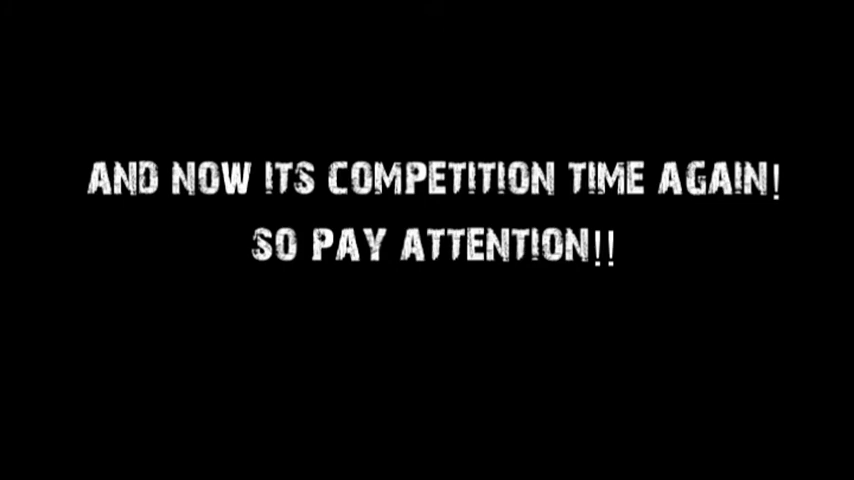 AND NOW ITS COMPETITION TIME AGAIN!
SO PAY ATTENTION!!